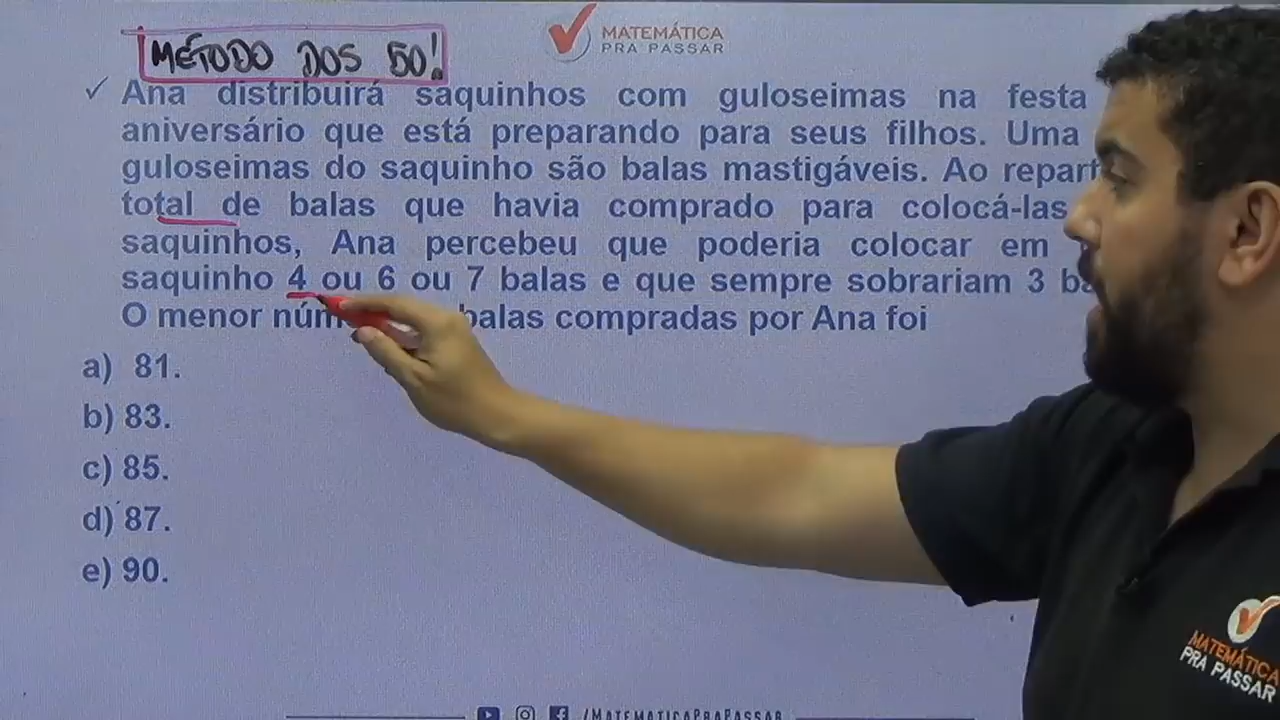 MÉTODO DOS 50!
MATEMÁTICA
PRA PASSAR
✓ Ana distribuirá saquinhos com guloseimas na festa
aniversário que está preparando para seus filhos. Uma
guloseimas do saquinho são balas mastigáveis. Ao repart
total de balas que havia comprado para colocá-las
saquinhos, Ana percebeu que poderia colocar em
saquinho 4 ou 6 ou 7 balas e que sempre sobrariam 3
O menor balas compradas por Ana foi
a) 81.
b) 83.
c) 85.
d) 87.
e) 90.
MATEMÁTICA
PRA PASSAR
/MATEMATICAPRAPASSAR